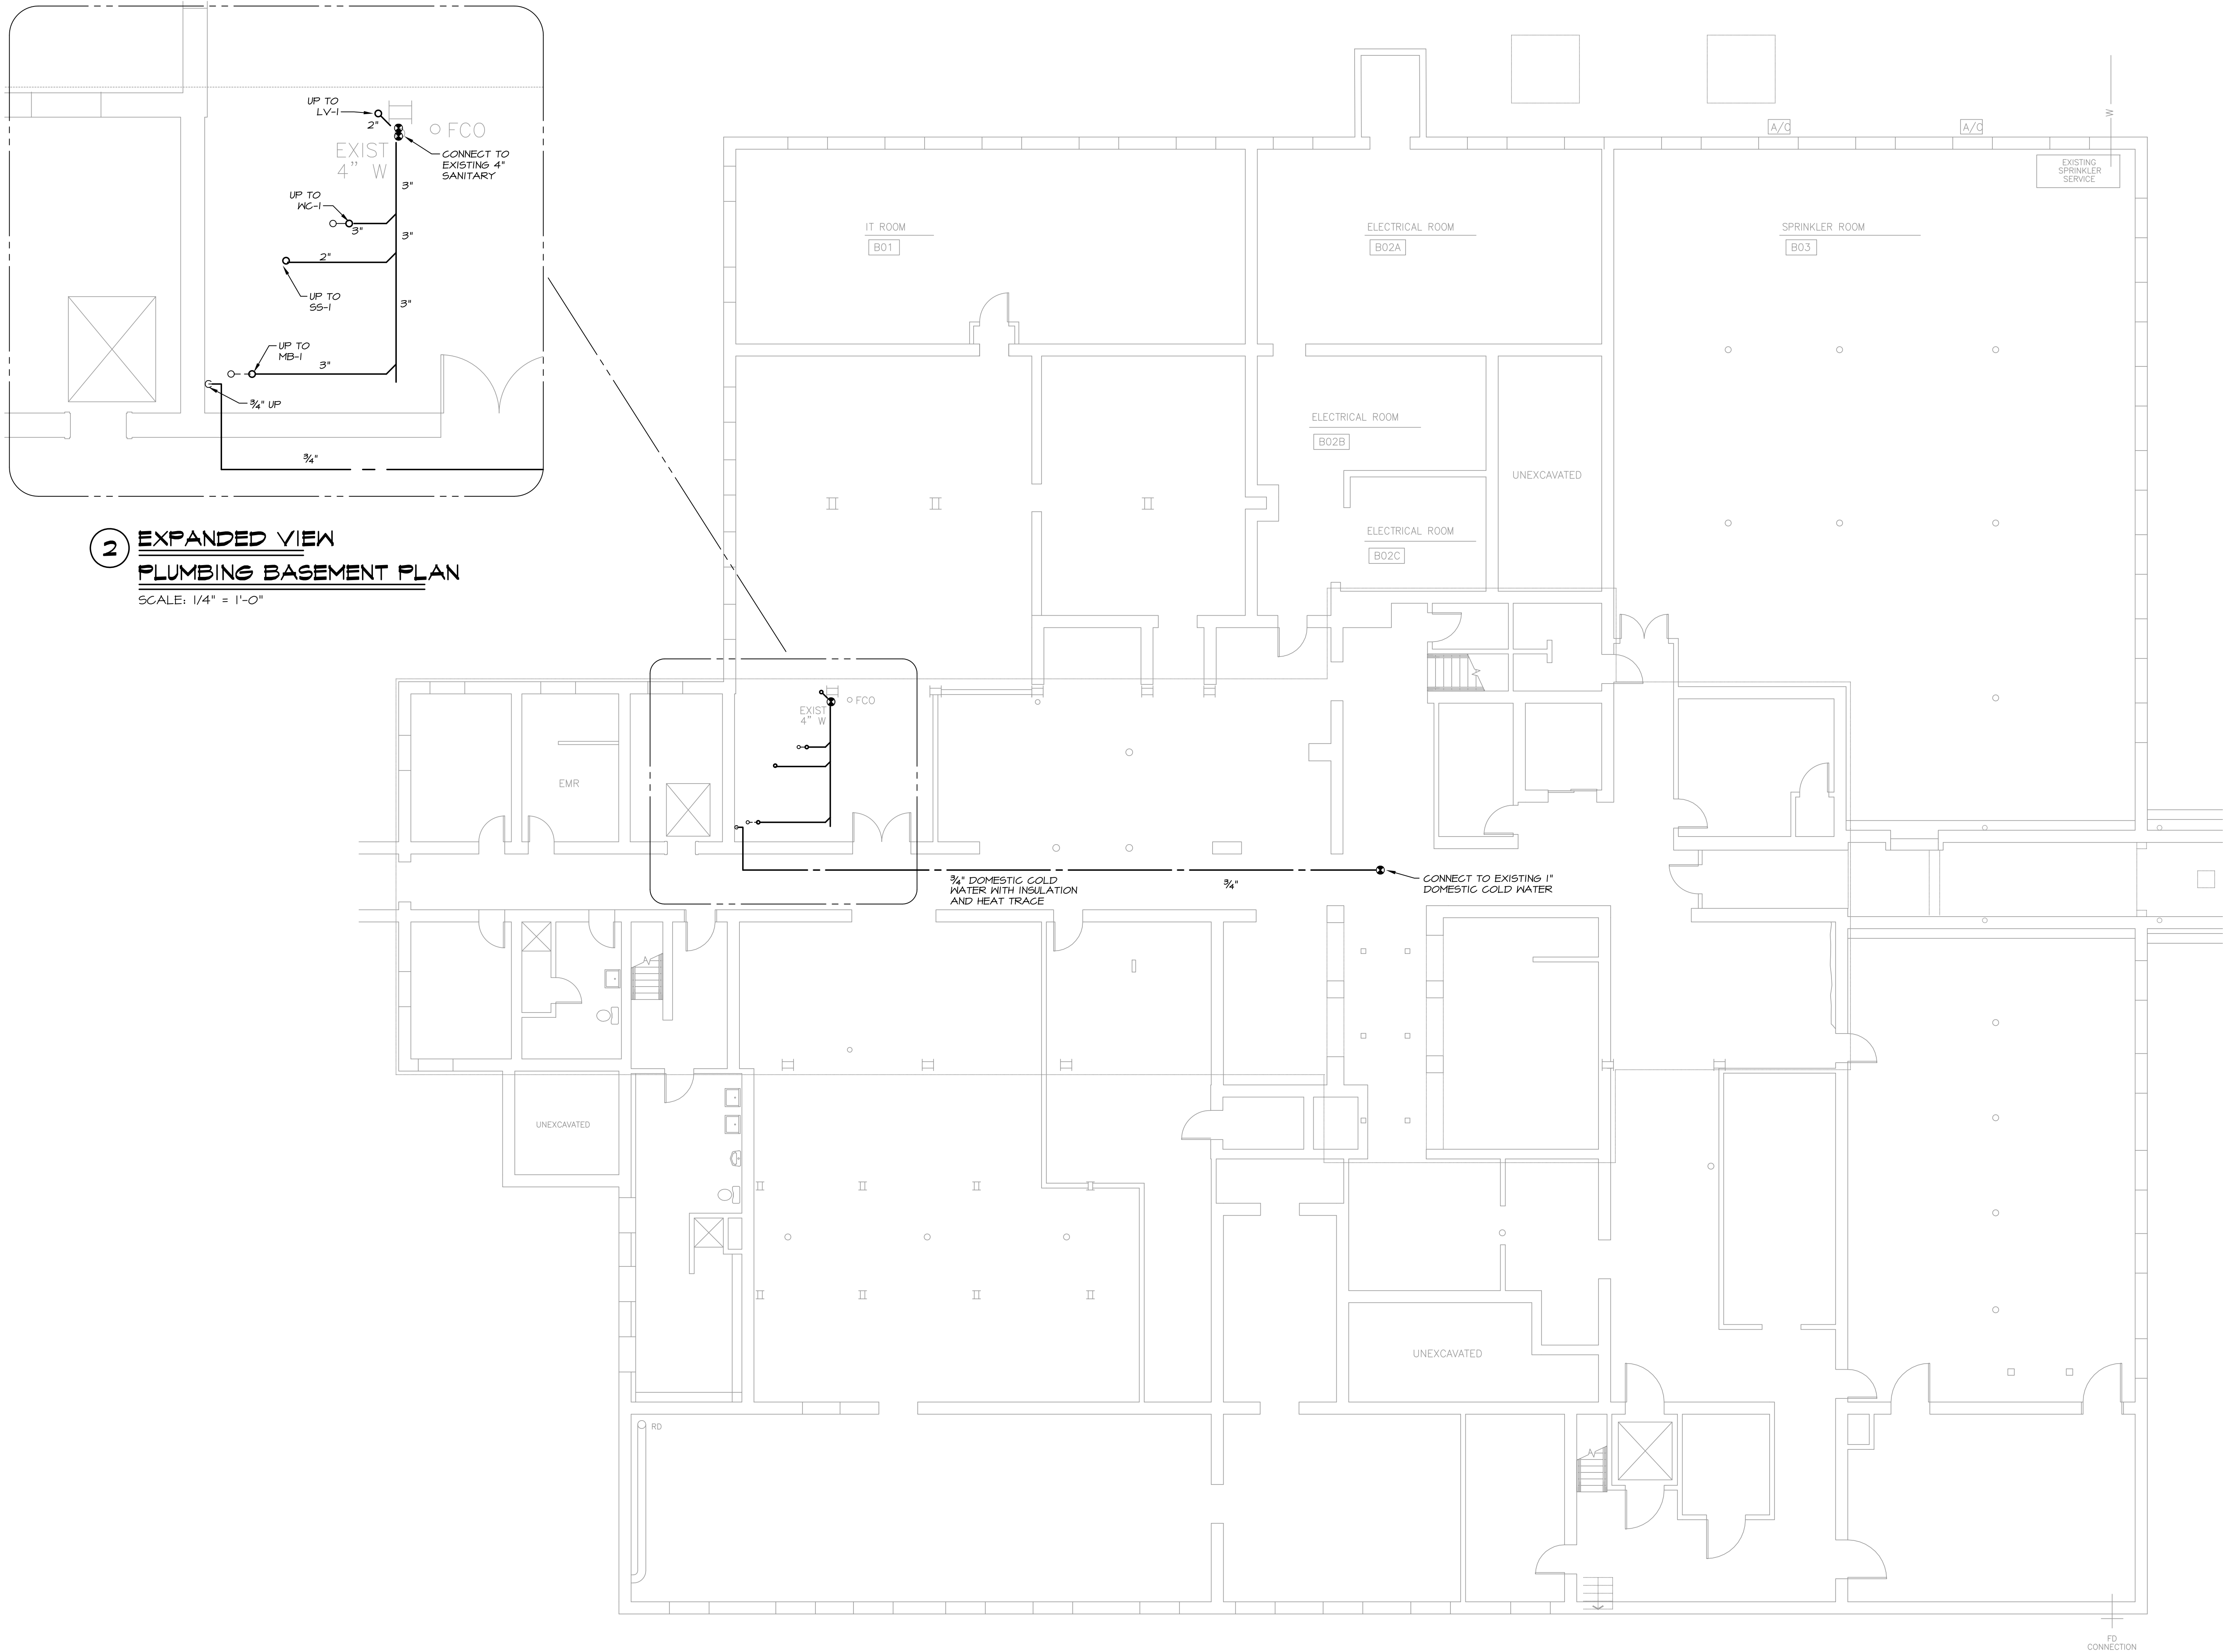 UP TO
LV-1
2"
FCO
EXIST
4" W
CONNECT TO
EXISTING 4"
SANITARY
3"
UP TO
WC-1
3"
3"
2"
UP TO
SS-1
3"
UP TO
MB-1
3"
¾" UP
¾"
2
EXPANDED VIEW
PLUMBING BASEMENT PLAN
SCALE: 1/4" = 1'-0"
A/C
A/C
W
EXISTING
SPRINKLER
SERVICE
IT ROOM
B01
ELECTRICAL ROOM
B02A
SPRINKLER ROOM
B03
ELECTRICAL ROOM
B02B
UNEXCAVATED
ELECTRICAL ROOM
B02C
EXIST
4" W
FCO
EMR
¾" DOMESTIC COLD
WATER WITH INSULATION
AND HEAT TRACE
¾"
CONNECT TO EXISTING 1"
DOMESTIC COLD WATER
UNEXCAVATED
UNEXCAVATED
RD
FD
CONNECTION